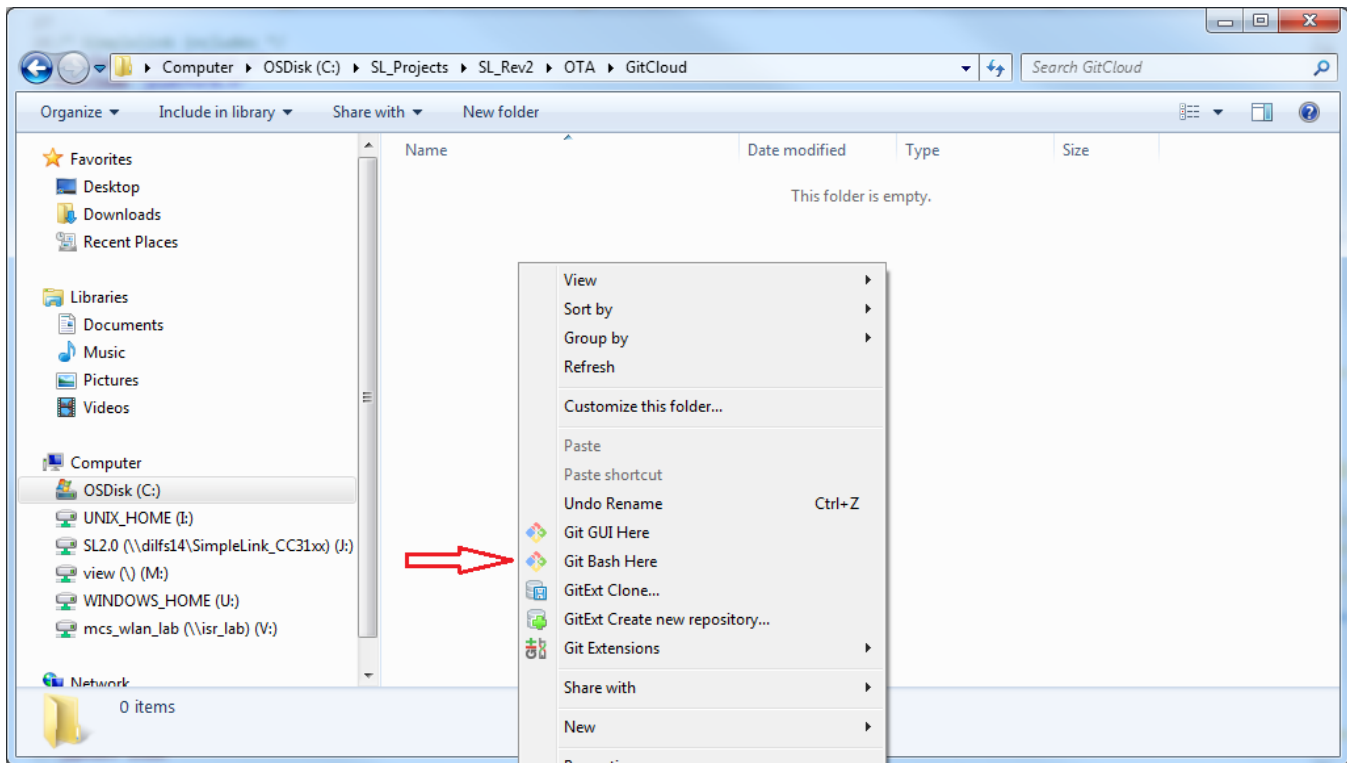 Computer ▸ OSDisk (C:) ▸ SL_Projects ▸ SL_Rev2 ▸ OTA ▸ GitCloud
Search GitCloud
Organize
Include in library
Share with
New folder
Name
Date modified
Type
Size
This folder is empty.
Favorites
Desktop
Downloads
Recent Places
Libraries
Documents
Music
Pictures
Videos
Computer
OSDisk (C:)
UNIX_HOME (I:)
SL2.0 (\\dilfs14\SimpleLink_CC31xx) (J:)
view (\) (M:)
WINDOWS_HOME (U:)
mcs_wlan_lab (\\isr_lab) (V:)
Network
0 items
View
Sort by
Group by
Refresh
Customize this folder...
Paste
Paste shortcut
Undo Rename Ctrl+Z
Git GUI Here
Git Bash Here
GitExt Clone...
GitExt Create new repository...
Git Extensions
Share with
New